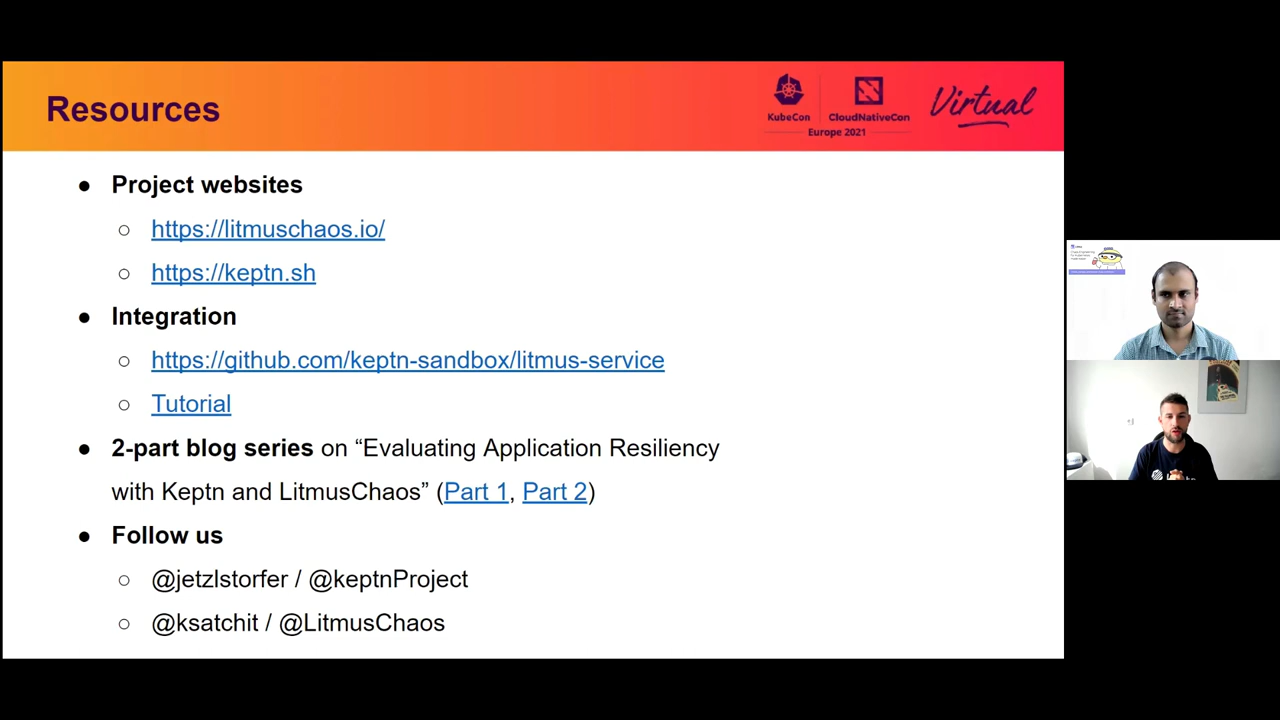 Resources
KubeCon
CloudNativeCon
Europe 2021
Virtual
● Project websites
○ https://litmuschaos.io/
○ https://keptn.sh
● Integration
○ https://github.com/keptn-sandbox/litmus-service
○ Tutorial
● 2-part blog series on “Evaluating Application Resiliency
with Keptn and LitmusChaos” (Part 1, Part 2)
● Follow us
○ @jetzlstorfer / @keptnProject
○ @ksatchit / @LitmusChaos